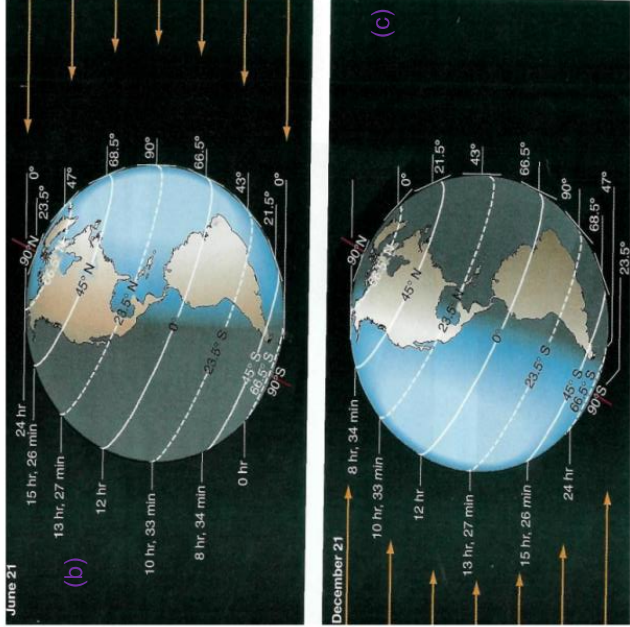 June 21
(b)
24 hr
15 hr, 26 min
13 hr, 27 min
12 hr
10 hr, 33 min
8 hr, 34 min
0 hr
90°N
45° N
23.5° N
0°
23.5° S
45° S
66.5° S
90°S
0°
23.5°
47°
68.5°
90°
66.5°
43°
21.5°
0°
December 21
(c)
8 hr, 34 min
10 hr, 33 min
12 hr
13 hr, 27 min
15 hr, 26 min
24 hr
90°N
45° N
23.5° N
0°
23.5° S
45° S
66.5° S
90°S
0°
21.5°
43°
66.5°
90°
68.5°
47°
23.5°